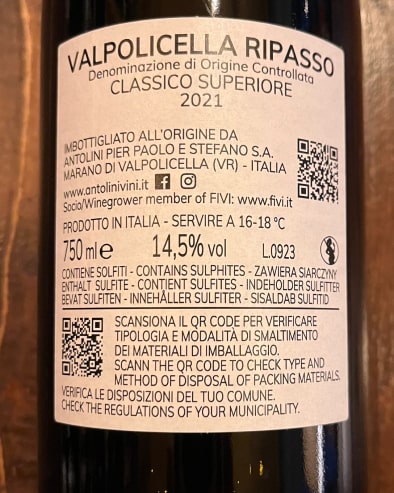 VALPOLICELLA RIPASSO
Denominazione di Origine Controllata
CLASSICO SUPERIORE
2021
IMBOTTIGLIATO ALL'ORIGINE DA
ANTOLINI PIER PAOLO E STEFANO S.A.
MARANO DI VALPOLICELLA (VR) - ITALIA
www.antolinivini.it
Socio/Winegrower member of FIVI: www.fivi.it
PRODOTTO IN ITALIA - SERVIRE A 16-18 °C
750 ml e 14,5% vol L.0923
CONTIENE SOLFITI - CONTAINS SULPHITES - ZAWIERA SIARCZYNY
ENTHALT SULFITE - CONTIENT SULFITES - INDEHOLDER SULFITTER
BEVAT SULFITEN - INNEHÅLLER SULFITER - SISALDAB SULFITID
SCANSIONA IL QR CODE PER VERIFICARE
TIPOLOGIA E MODALITÀ DI SMALTIMENTO
DEI MATERIALI DI IMBALLAGGIO.
SCANN THE QR CODE TO CHECK TYPE AND
METHOD OF DISPOSAL OF PACKING MATERIALS.
VERIFICA LE DISPOSIZIONI DEL TUO COMUNE.
CHECK THE REGULATIONS OF YOUR MUNICIPALITY.